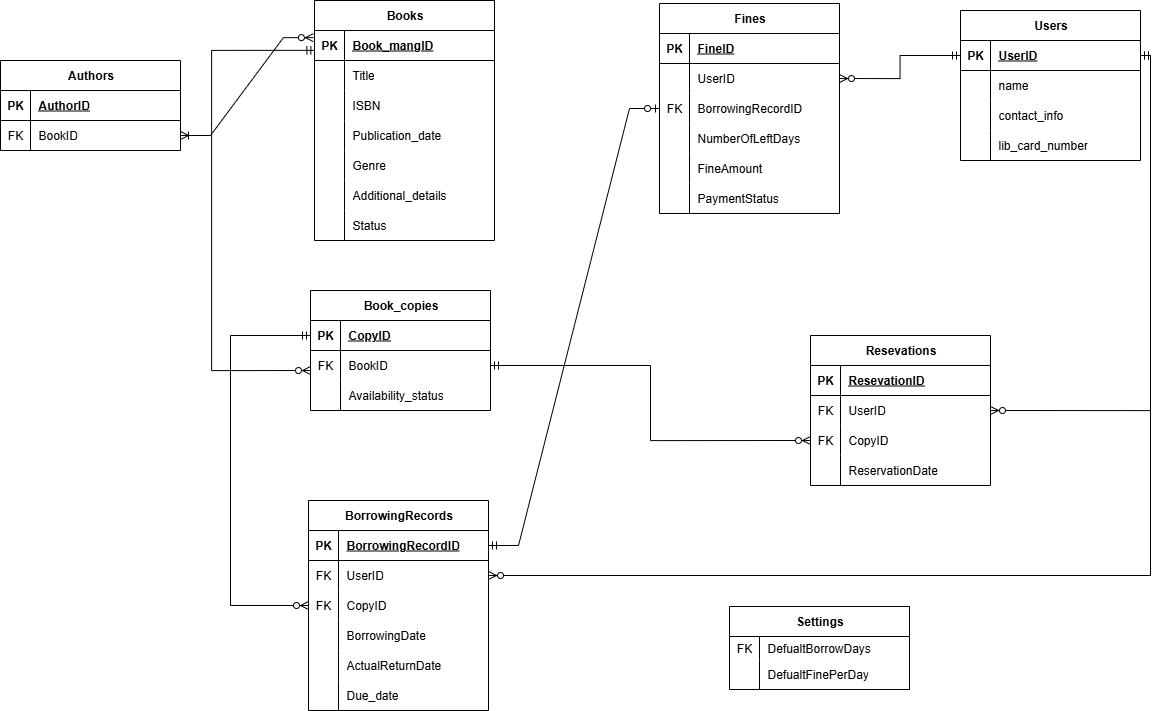 Books
PK Book_mangID
Title
ISBN
Publication_date
Genre
Additional_details
Status
Fines
PK FineID
UserID
FK BorrowingRecordID
NumberOfLeftDays
FineAmount
PaymentStatus
Users
PK UserID
name
contact_info
lib_card_number
Authors
PK AuthorID
FK BookID
Book_copies
PK CopyID
FK BookID
Availability_status
Resevations
PK ResevationID
FK UserID
FK CopyID
ReservationDate
BorrowingRecords
PK BorrowingRecordID
FK UserID
FK CopyID
BorrowingDate
ActualReturnDate
Due_date
Settings
FK DefualtBorrowDays
DefualtFinePerDay